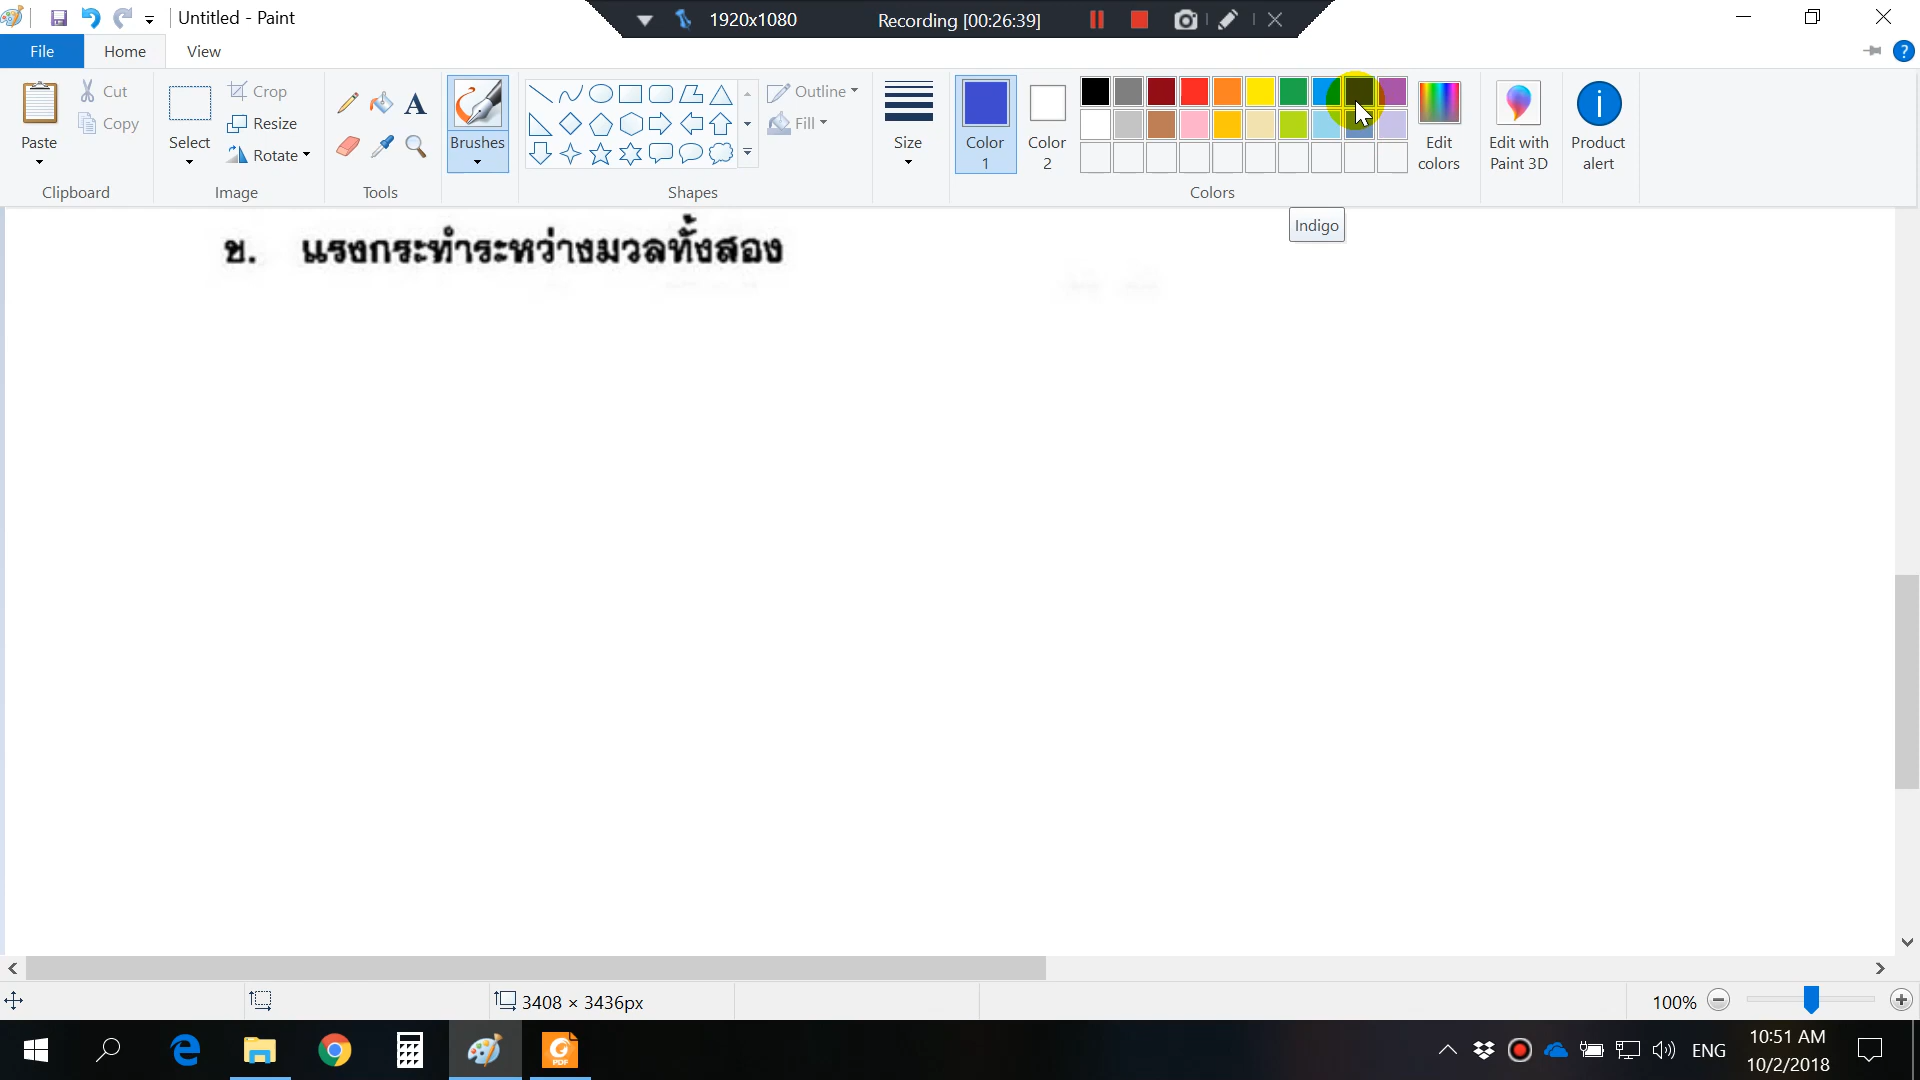 Untitled - Paint
1920x1080
Recording [00:26:39]
File
Home
View
Paste
Cut
Copy
Clipboard
Select
Crop
Resize
Rotate
Image
Tools
Brushes
Shapes
Outline
Fill
Size
Color
1
Color
2
Colors
Edit
colors
Edit with
Paint 3D
Product
alert
Indigo
ข. แรงกระทำระหว่างมวลทั้งสอง
3408 × 3436px
100%
PDF
ENG
10:51 AM
10/2/2018